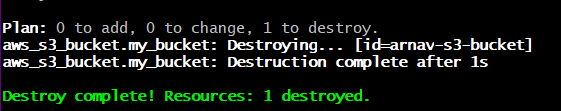 Plan: 0 to add, 0 to change, 1 to destroy.
aws_s3_bucket.my_bucket: Destroying... [id=arnav-s3-bucket]
aws_s3_bucket.my_bucket: Destruction complete after 1s
Destroy complete! Resources: 1 destroyed.